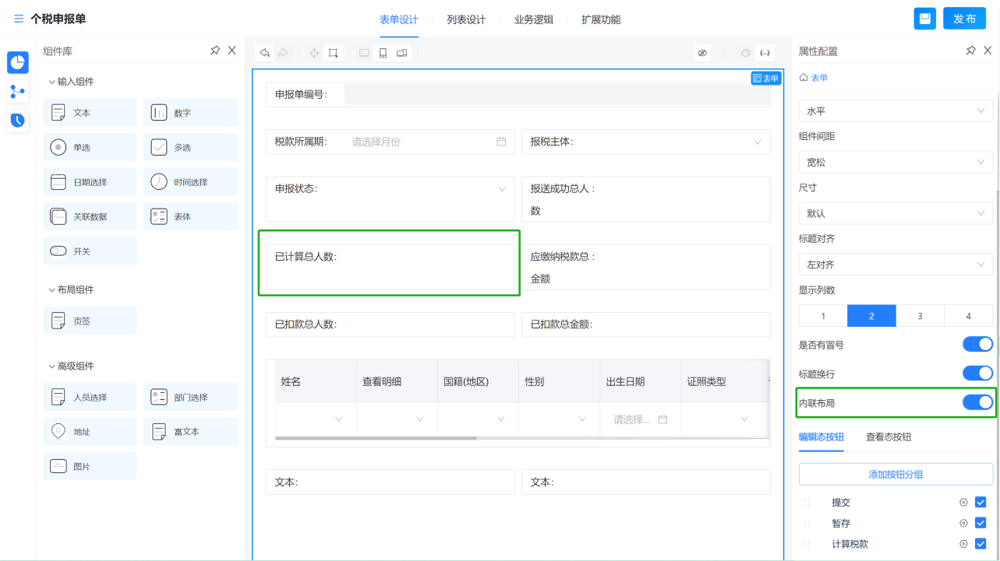 个税申报单
表单设计
列表设计
业务逻辑
扩展功能
发布
组件库
输入组件
文本
数字
单选
多选
日期选择
时间选择
关联数据
表体
开关
布局组件
页签
高级组件
人员选择
部门选择
地址
富文本
图片
表单
申报单编号:
税款所属期: 请选择月份
报税主体:
申报状态:
报送成功总人:
数
已计算总人数:
应缴纳税款总:
金额
已扣款总人数:
已扣款总金额:
姓名 查看明细 国籍(地区) 性别 出生日期 证照类型
请选择...
文本:
文本:
属性配置
表单
水平
组件间距
宽松
尺寸
默认
标题对齐
左对齐
显示列数
1 2 3 4
是否有冒号
标题换行
内联布局
编辑态按钮 查看态按钮
添加按钮分组
提交
暂存
计算税款